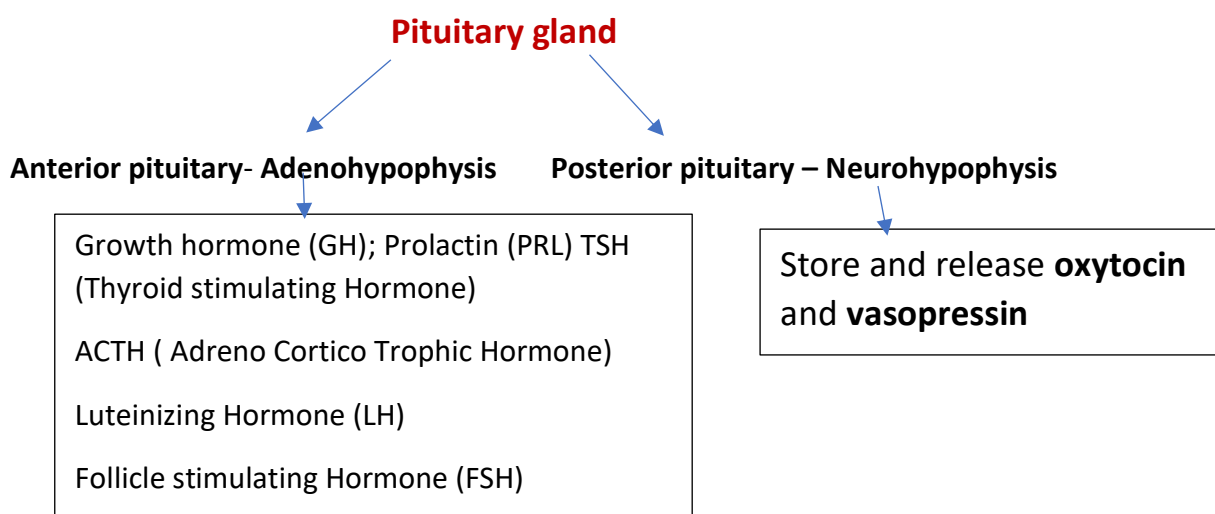 Pituitary gland
Anterior pituitary- Adenohypophysis
Posterior pituitary – Neurohypophysis
Growth hormone (GH); Prolactin (PRL) TSH
(Thyroid stimulating Hormone)
ACTH ( Adreno Cortico Trophic Hormone)
Luteinizing Hormone (LH)
Follicle stimulating Hormone (FSH)
Store and release oxytocin
and vasopressin